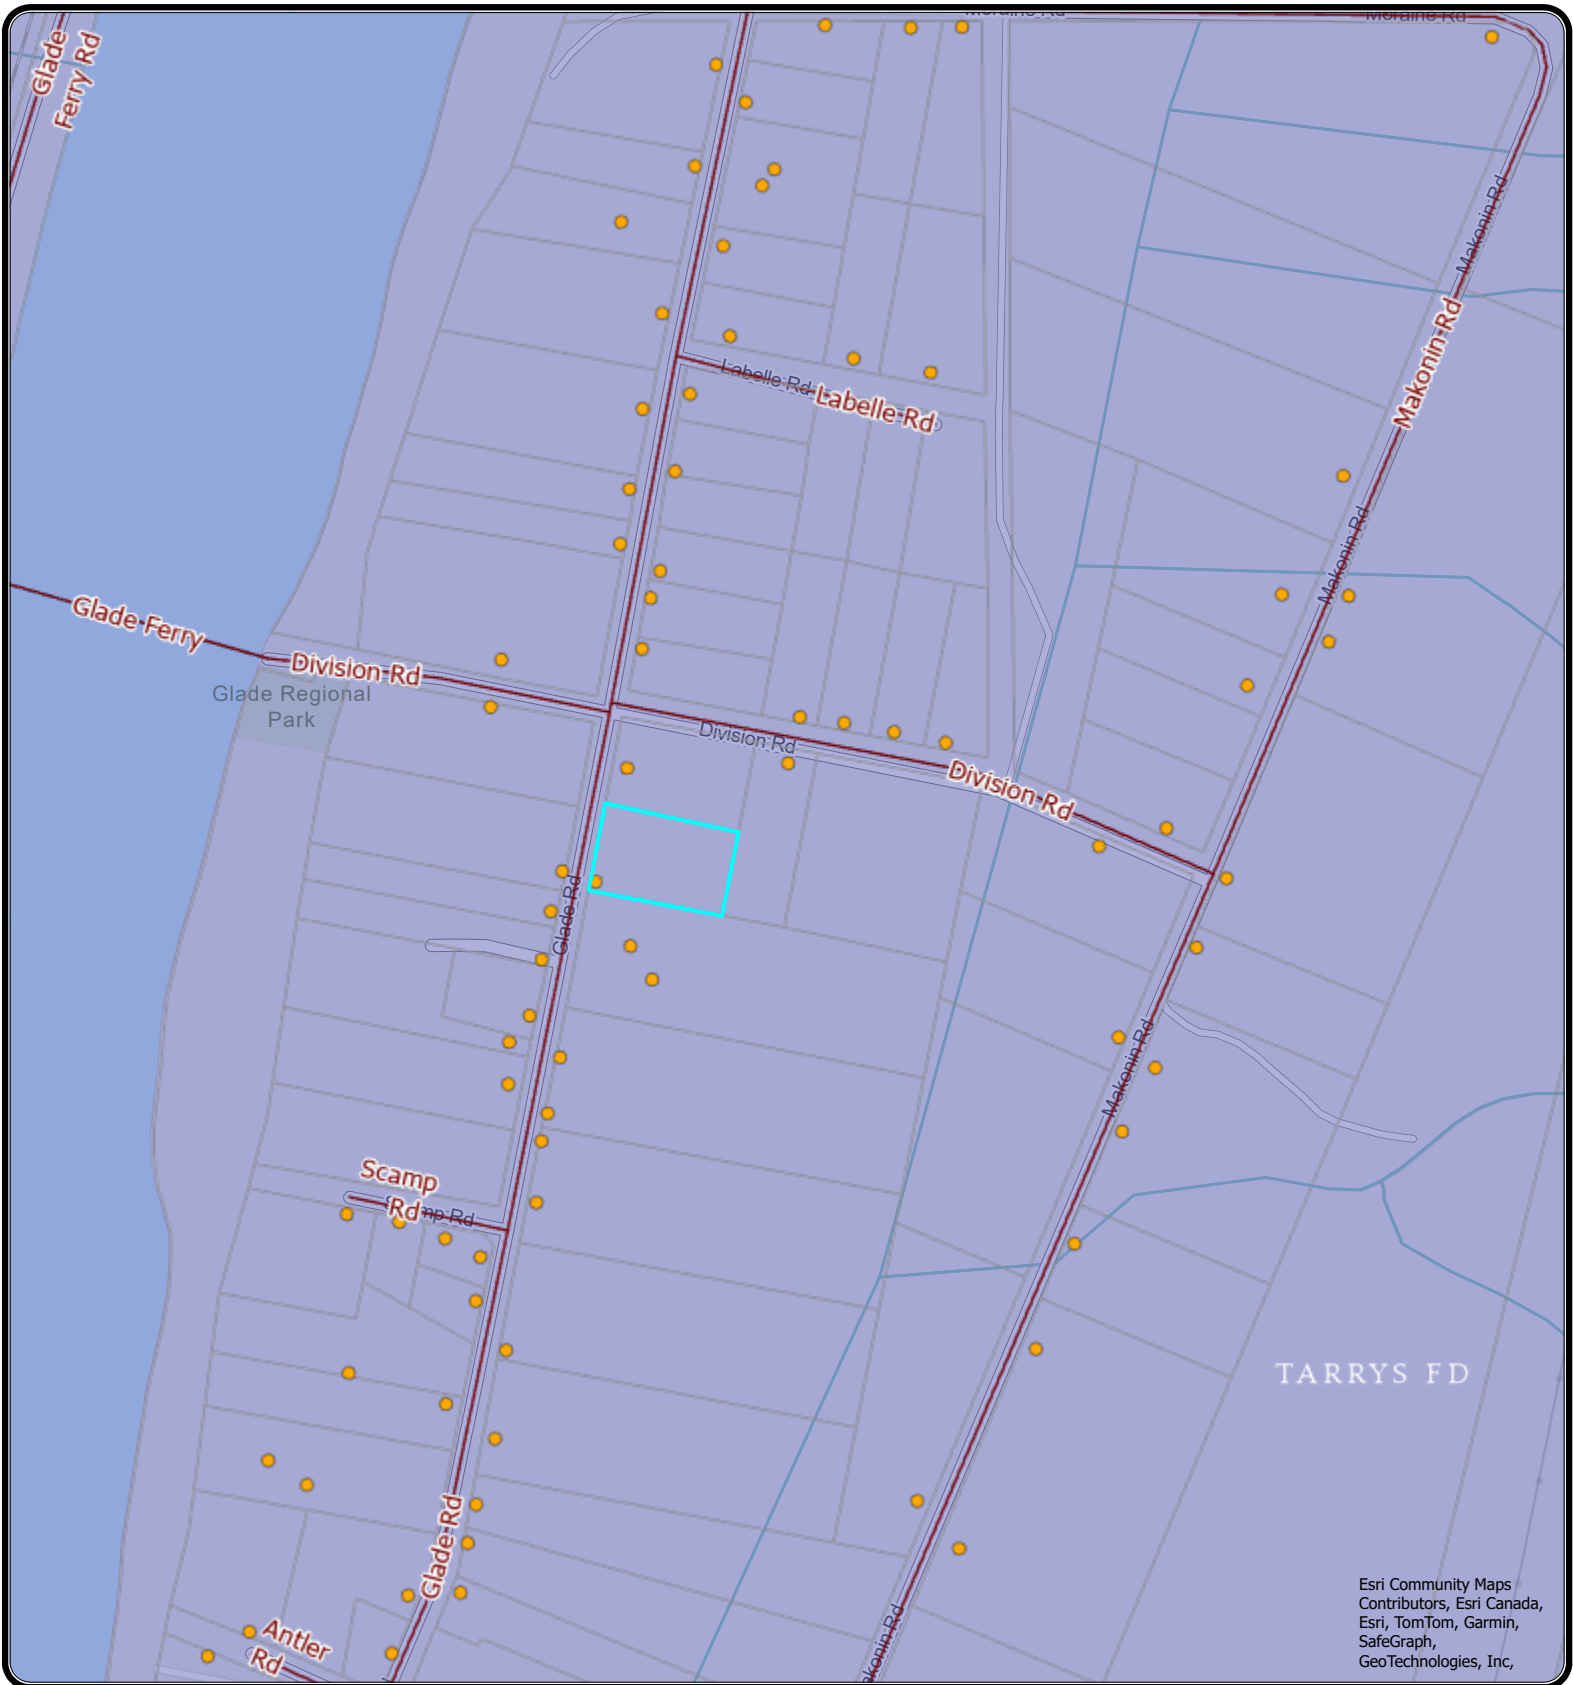 Moraine Rd
Moraine Rd
Glade
Ferry Rd
Makonin Rd
Makonin Rd
Labelle Rd
Labelle Rd
Makonin Rd
Glade Ferry
Division Rd
Glade Regional
Park
Division Rd
Division Rd
Glade Rd
Makonin Rd
Scamp
Rd
Scamp Rd
TARRYS FD
Glade Rd
Antler
Rd
Makonin Rd
Esri Community Maps
Contributors, Esri Canada,
Esri, TomTom, Garmin,
SafeGraph,
GeoTechnologies, Inc,